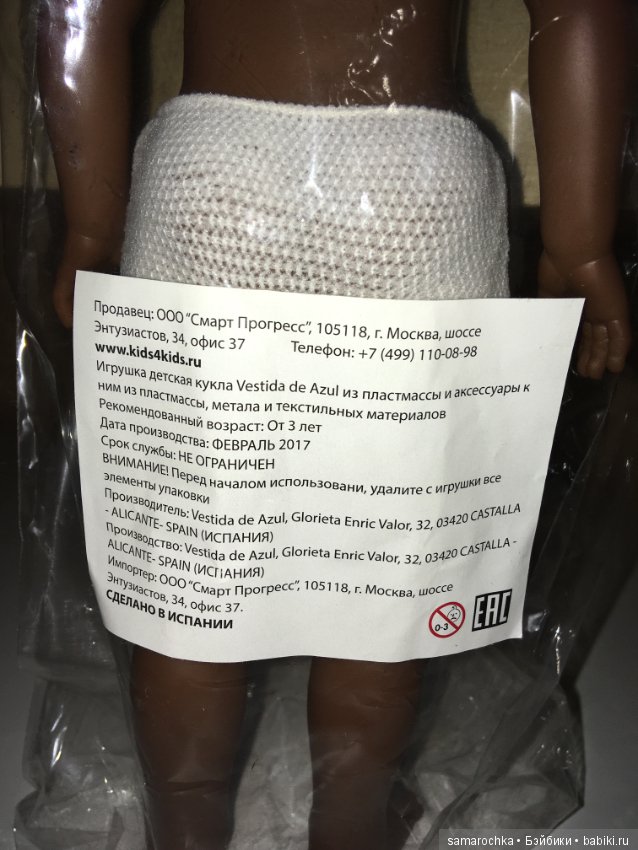 Продавец: ООО "Смарт Прогресс", 105118, г. Москва, шоссе
Энтузиастов, 34, офис 37 Телефон: +7 (499) 110-08-98
www.kids4kids.ru
Игрушка детская кукла Vestida de Azul из пластмассы и аксессуары к
ним из пластмассы, метала и текстильных материалов
Рекомендованный возраст: От 3 лет
Дата производства: ФЕВРАЛЬ 2017
Срок службы: НЕ ОГРАНИЧЕН
ВНИМАНИЕ! Перед началом использовани, удалите с игрушки все
элементы упаковки
Производитель: Vestida de Azul, Glorieta Enric Valor, 32, 03420 CASTALLA
- ALICANTE- SPAIN (ИСПАНИЯ)
Производство: Vestida de Azul, Glorieta Enric Valor, 32, 03420 CASTALLA -
ALICANTE- SPAIN (ИСПАНИЯ)
Импортер: ООО "Смарт Прогресс", 105118, г. Москва, шоссе
Энтузиастов, 34, офис 37.
СДЕЛАНО В ИСПАНИИ
0-3
EAC
samarochka • Бэйбики • babiki.ru